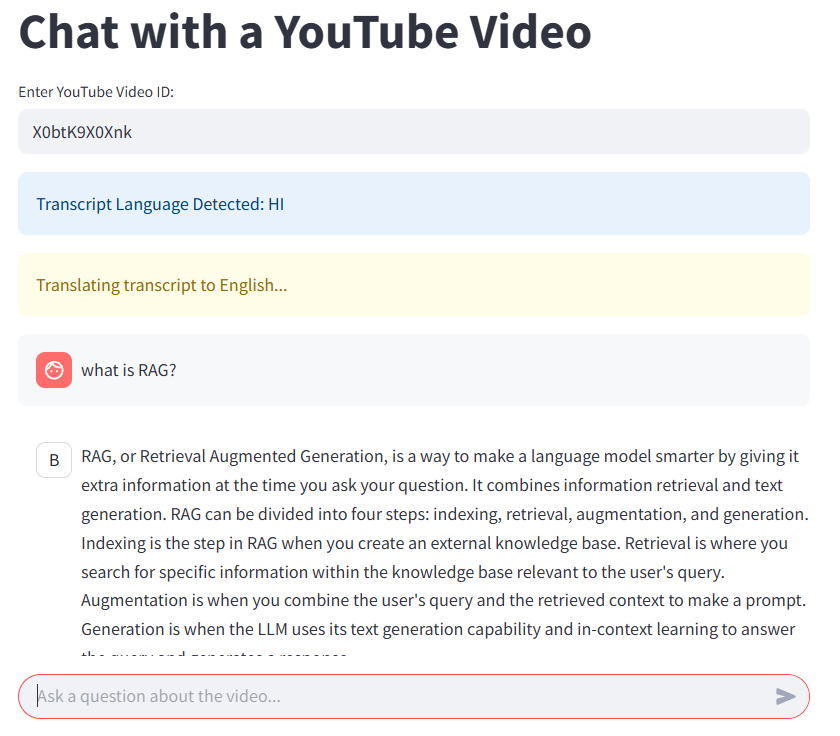 Chat with a YouTube Video
Enter YouTube Video ID:
X0btK9X0Xnk
Transcript Language Detected: HI
Translating transcript to English...
what is RAG?
B
RAG, or Retrieval Augmented Generation, is a way to make a language model smarter by giving it
extra information at the time you ask your question. It combines information retrieval and text
generation. RAG can be divided into four steps: indexing, retrieval, augmentation, and generation.
Indexing is the step in RAG when you create an external knowledge base. Retrieval is where you
search for specific information within the knowledge base relevant to the user's query.
Augmentation is when you combine the user's query and the retrieved context to make a prompt.
Generation is when the LLM uses its text generation capability and in-context learning to answer
the query and generates a response.
Ask a question about the video...